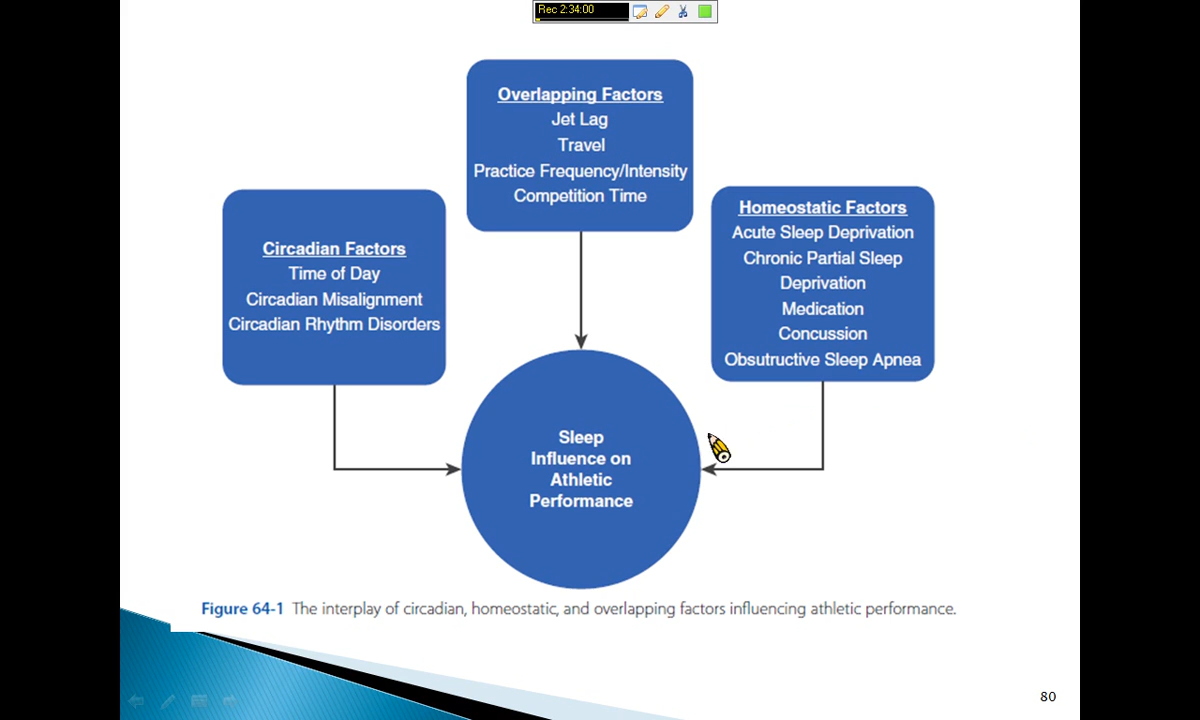 Rec 2:34:00
Overlapping Factors
Jet Lag
Travel
Practice Frequency/Intensity
Competition Time
Circadian Factors
Time of Day
Circadian Misalignment
Circadian Rhythm Disorders
Homeostatic Factors
Acute Sleep Deprivation
Chronic Partial Sleep
Deprivation
Medication
Concussion
Obsutructive Sleep Apnea
Sleep
Influence on
Athletic
Performance
Figure 64-1 The interplay of circadian, homeostatic, and overlapping factors influencing athletic performance.
80